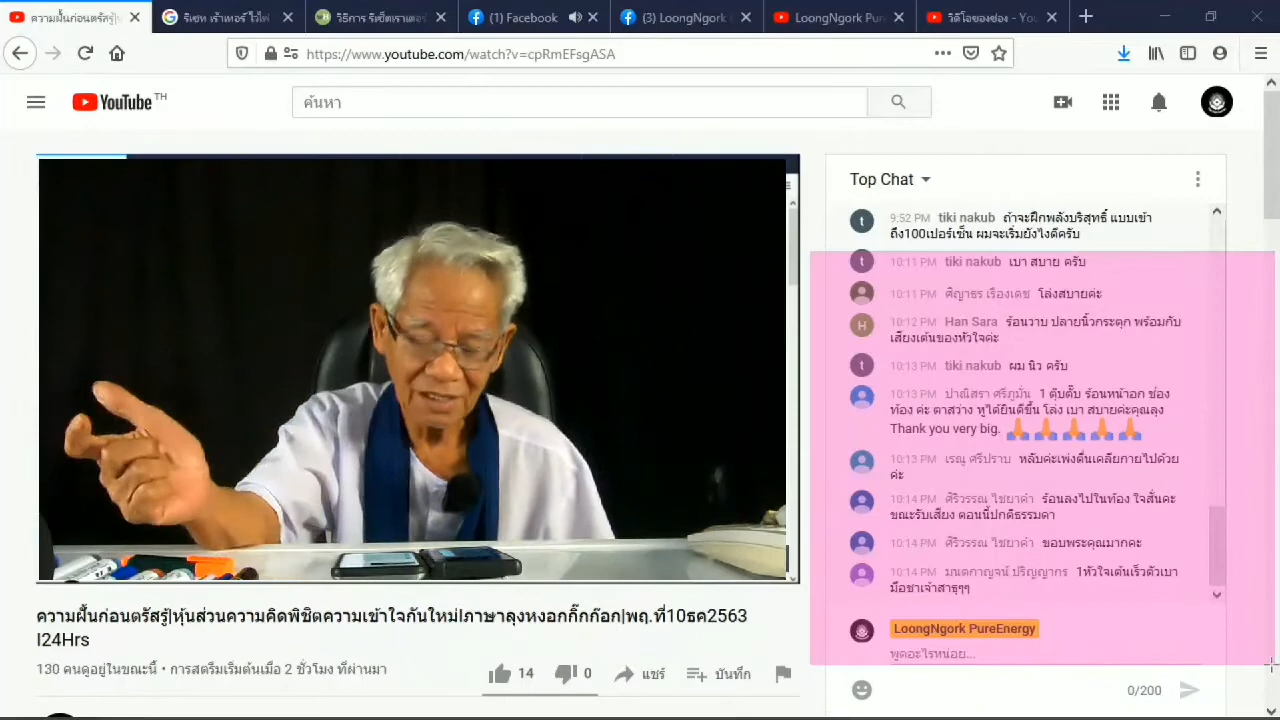 ความฝันก่อนตรัสรู้|หุ้
รีเซท เร้าเทอร์ ไวไฟ
วิธีการ รีเซ็ตเราเตอร์
(1) Facebook
(3) LoongNgork
LoongNgork Pur
วิดีโอของช่อง - You
https://www.youtube.com/watch?v=cpRmEFsgASA
YouTube TH
ค้นหา
Top Chat
9:52 PM tiki nakub ถ้าจะฝึกพลังบริสุทธิ์ แบบเข้า
ถึง100เปอร์เซ็น ผมจะเริ่มยังไงดีครับ
10:11 PM tiki nakub เบา สบาย ครับ
10:11 PM ศิญาธร เรืองเดช โล่งสบายค่ะ
10:12 PM Han Sara ร้อนวาบ ปลายนิ้วกระตุก พร้อมกับ
เสียงเต้นของหัวใจค่ะ
10:13 PM tiki nakub ผม นิว ครับ
10:13 PM ปาณิสรา ศรีภูมั่น 1 ตุ๊บตั๊บ ร้อนหน้าอก ช่อง
ท้อง ค่ะ ตาสว่าง หูได้ยินดีขึ้น โล่ง เบา สบายค่ะคุณลุง
Thank you very big. 🙏🙏🙏🙏🙏
10:13 PM เรณู ศรีปราบ หลับค่ะเพ่งตื่นเคลียกายไปด้วย
ค่ะ
10:14 PM ศิริวรรณ ไชยาคำ ร้อนลงไปในท้อง ใจสั่นคะ
ขณะรับเสียง ตอนนี้ปกติธรรมดา
10:14 PM ศิริวรรณ ไชยาคำ ขอบพระคุณมากคะ
10:14 PM มนตกาญจน์ ปริญญากร 1หัวใจเต้นเร็วตัวเบา
มือชาเจ้าสาธุๆๆ
LoongNgork PureEnergy
พูดอะไรหน่อย...
0/200
ความฝันก่อนตรัสรู้|หุ้นส่วนความคิดพิชิตความเข้าใจกันใหม่|ภาษาลุงหงอกกิ๊กก๊อก|พฤ.ที่10ธค2563
|24Hrs
130 คนดูอยู่ในขณะนี้ • การสตรีมเริ่มต้นเมื่อ 2 ชั่วโมง ที่ผ่านมา
14
0
แชร์
บันทึก